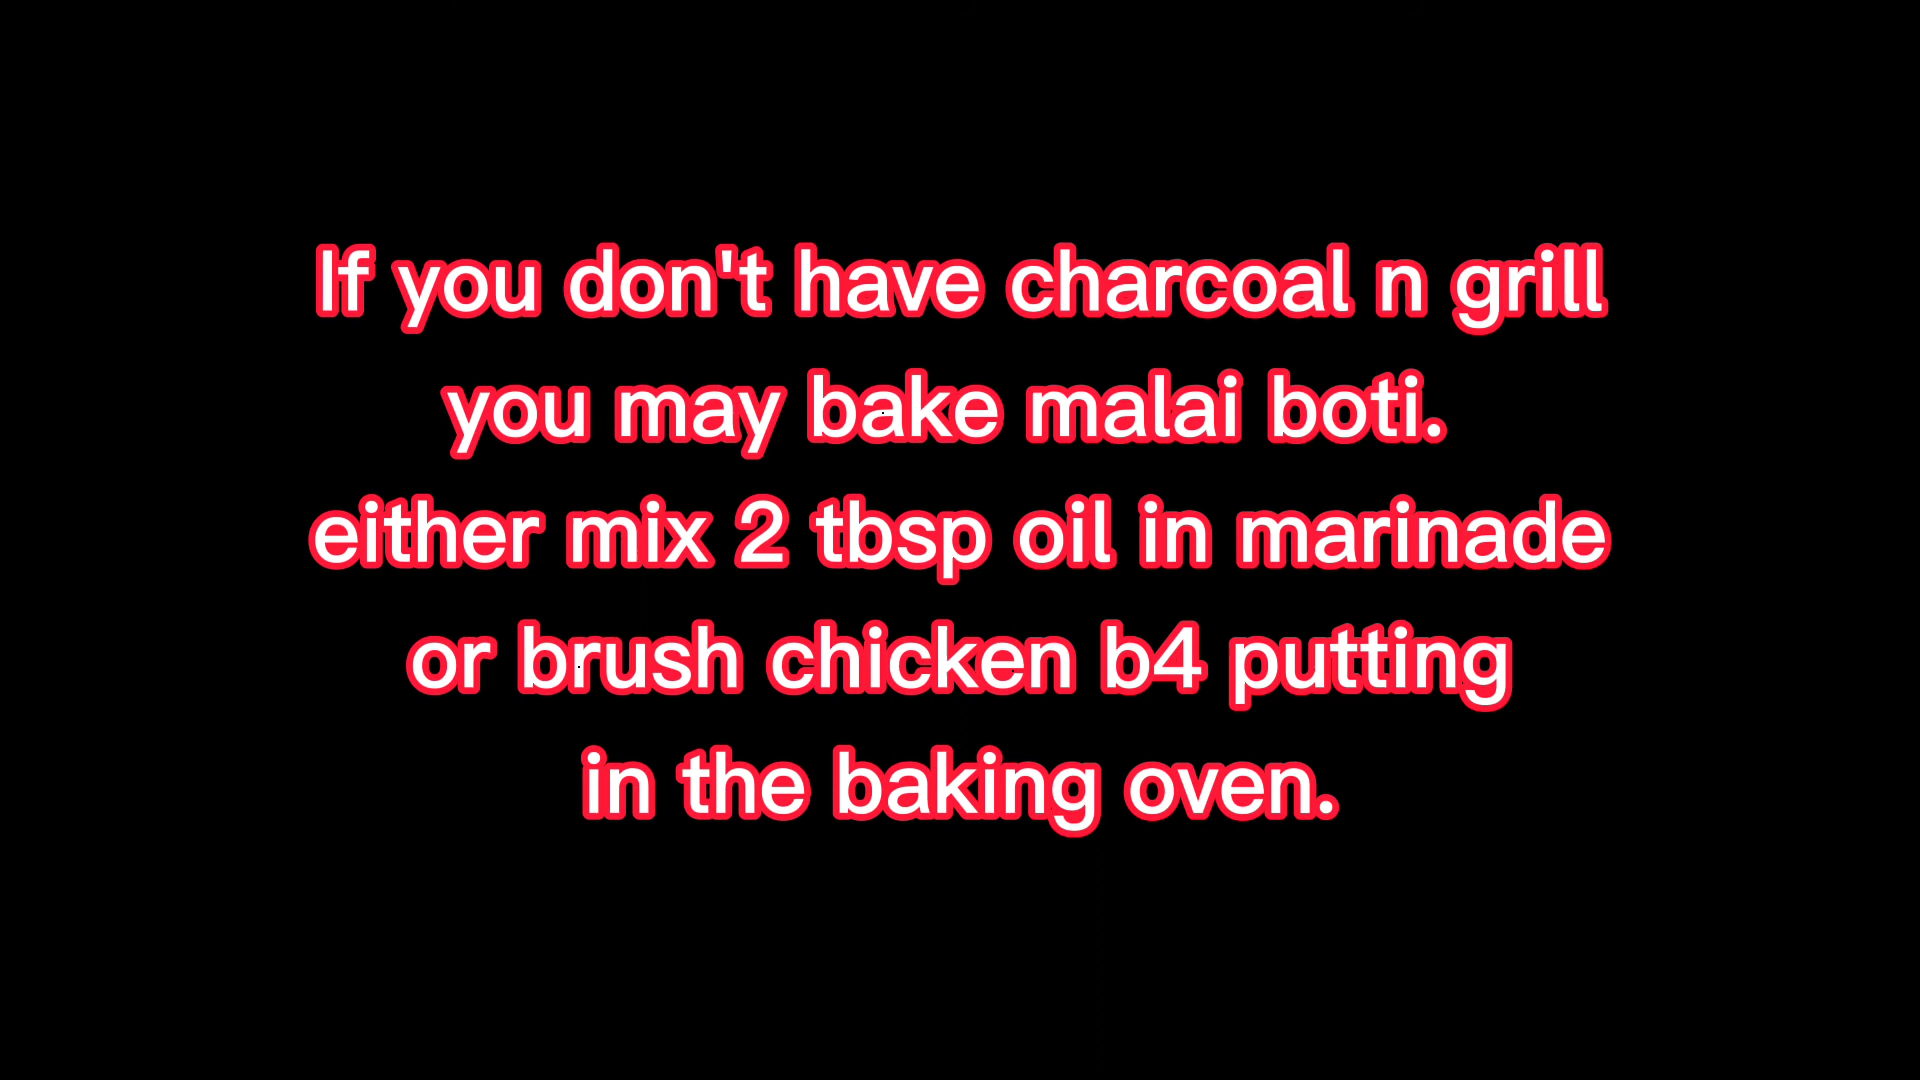 If you don't have charcoal n grill
you may bake malai boti.
either mix 2 tbsp oil in marinade
or brush chicken b4 putting
in the baking oven.